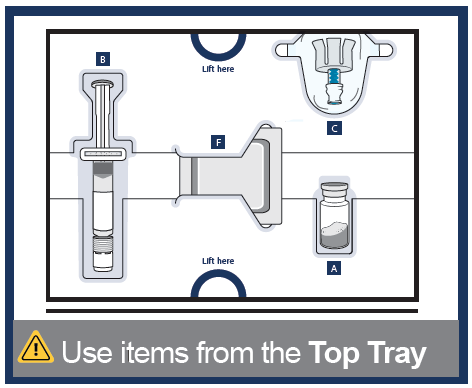 B
Lift here
C
F
A
Lift here
Use items from the Top Tray